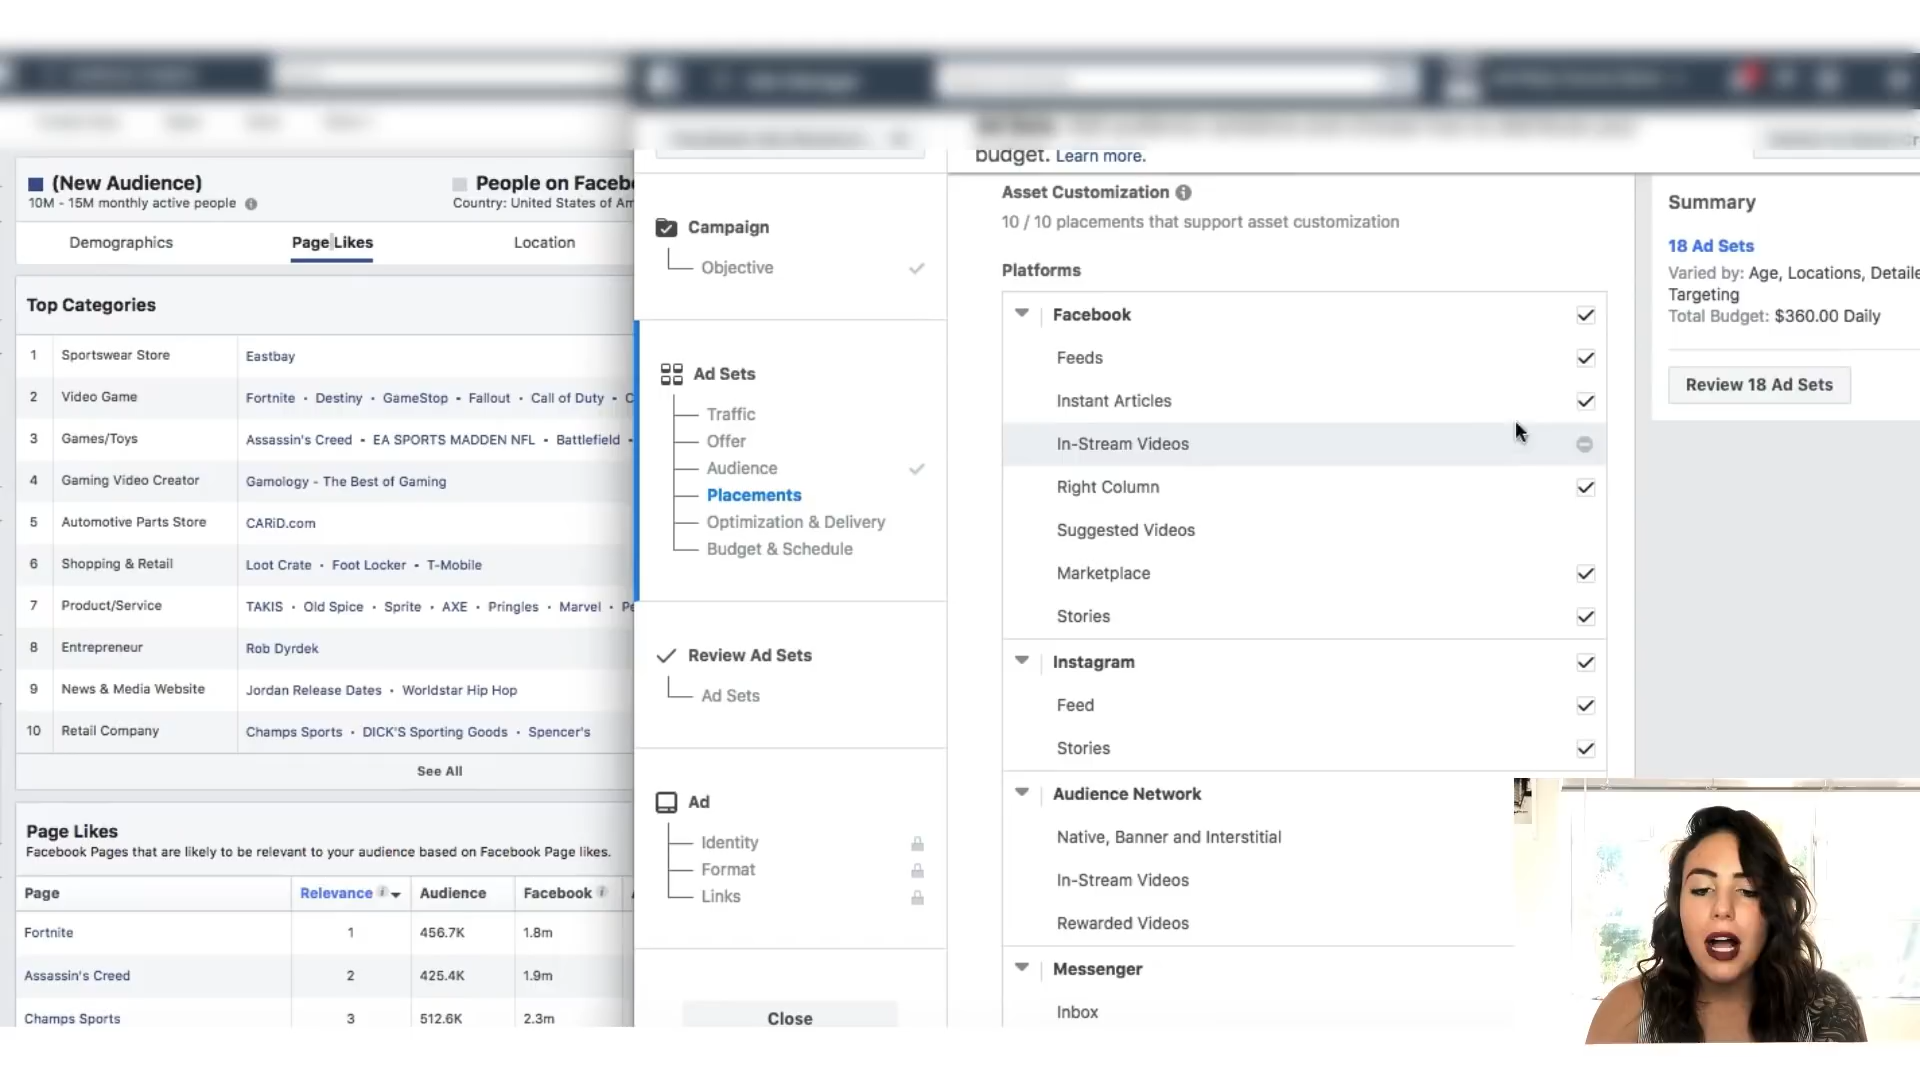 (New Audience)
10M - 15M monthly active people
People on Facebo
Country: United States of Am
Demographics
Page Likes
Location
Top Categories
1 Sportswear Store Eastbay
2 Video Game Fortnite • Destiny • GameStop • Fallout • Call of Duty • C
3 Games/Toys Assassin's Creed • EA SPORTS MADDEN NFL • Battlefield •
4 Gaming Video Creator Gamology - The Best of Gaming
5 Automotive Parts Store CARiD.com
6 Shopping & Retail Loot Crate • Foot Locker • T-Mobile
7 Product/Service TAKIS • Old Spice • Sprite • AXE • Pringles • Marvel • Pe
8 Entrepreneur Rob Dyrdek
9 News & Media Website Jordan Release Dates • Worldstar Hip Hop
10 Retail Company Champs Sports • DICK'S Sporting Goods • Spencer's
See All
Page Likes
Facebook Pages that are likely to be relevant to your audience based on Facebook Page likes.
Page Relevance Audience Facebook
Fortnite 1 456.7K 1.8m
Assassin's Creed 2 425.4K 1.9m
Champs Sports 3 512.6K 2.3m
Campaign
Objective
Ad Sets
Traffic
Offer
Audience
Placements
Optimization & Delivery
Budget & Schedule
Review Ad Sets
Ad Sets
Ad
Identity
Format
Links
Close
budget. Learn more.
Asset Customization
10 / 10 placements that support asset customization
Platforms
Facebook
Feeds
Instant Articles
In-Stream Videos
Right Column
Suggested Videos
Marketplace
Stories
Instagram
Feed
Stories
Audience Network
Native, Banner and Interstitial
In-Stream Videos
Rewarded Videos
Messenger
Inbox
Summary
18 Ad Sets
Varied by: Age, Locations, Detaile
Targeting
Total Budget: $360.00 Daily
Review 18 Ad Sets